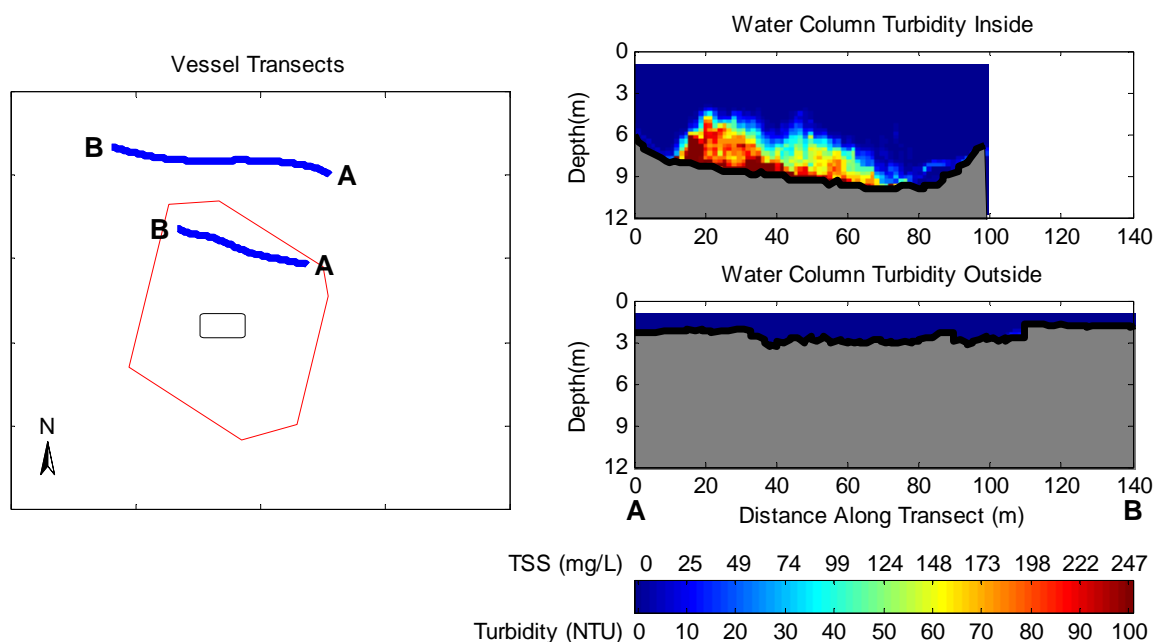 Vessel Transects
B
A
B
A
N
Water Column Turbidity Inside
0
3
6
9
12
Depth(m)
0 20 40 60 80 100 120 140
Water Column Turbidity Outside
0
3
6
9
12
Depth(m)
0 20 40 60 80 100 120 140
A Distance Along Transect (m) B
TSS (mg/L) 0 25 49 74 99 124 148 173 198 222 247
Turbidity (NTU) 0 10 20 30 40 50 60 70 80 90 100